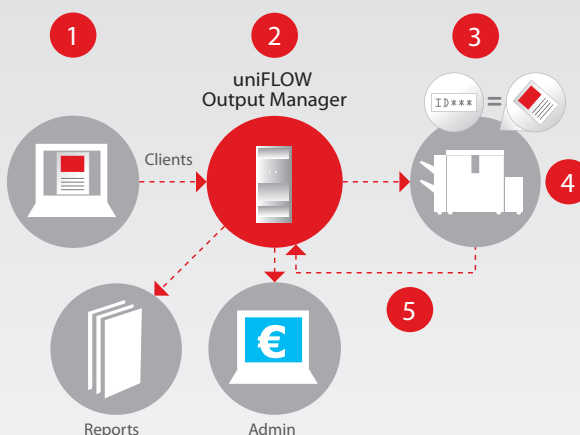 1
2
3
uniFLOW
Output Manager
ID*** =
Clients
4
5
€
Reports
Admin